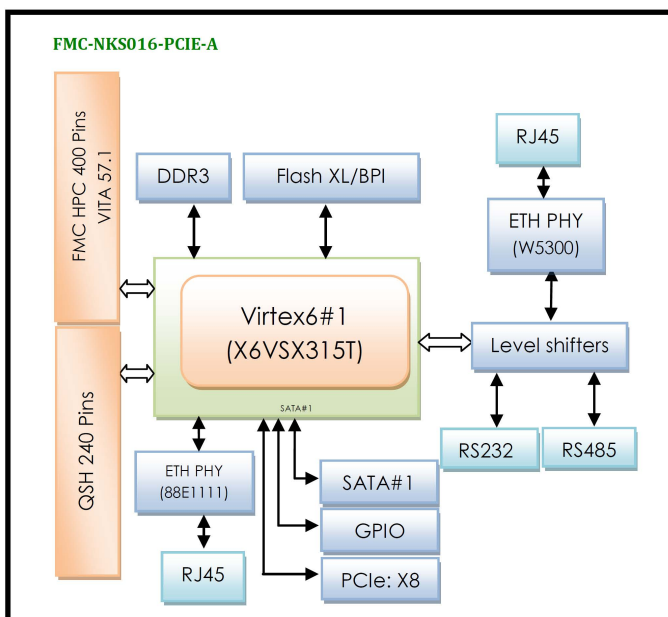 FMC-NKS016-PCIE-A
FMC HPC 400 Pins
VITA 57.1
QSH 240 Pins
DDR3
Flash XL/BPI
RJ45
ETH PHY
(W5300)
Virtex6#1
(X6VSX315T)
SATA#1
Level shifters
RS232
RS485
ETH PHY
(88E1111)
RJ45
SATA#1
GPIO
PCIe: X8